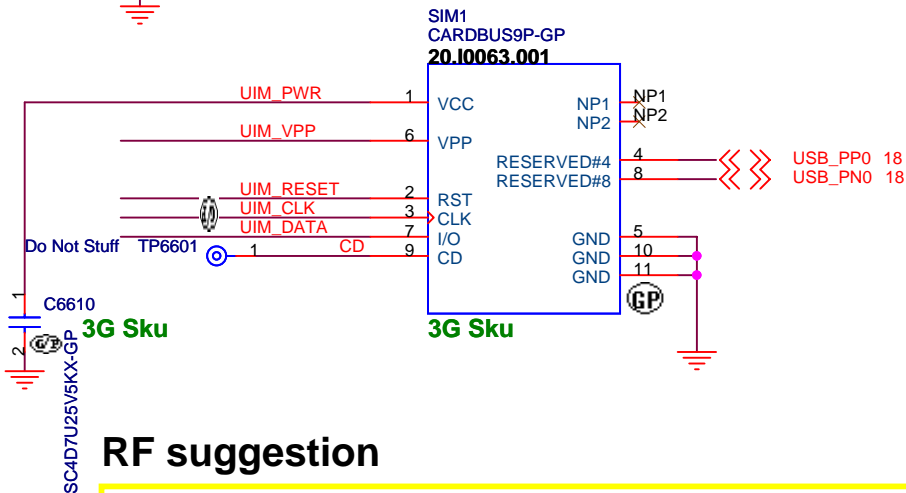 SIM1
CARDBUS9P-GP
20.I0063.001
UIM_PWR 1 VCC NP1 NP1
NP2 NP2
UIM_VPP 6 VPP
RESERVED#4 4 USB_PP0 18
RESERVED#8 8 USB_PN0 18
UIM_RESET 2 RST
UIM_CLK 3 CLK
UIM_DATA 7 I/O GND 5
Do Not Stuff TP6601 1 CD 9 CD GND 10
GND 11
GP
1 C6610
2 3G Sku
3G Sku
SC4D7U25V5KX-GP
RF suggestion